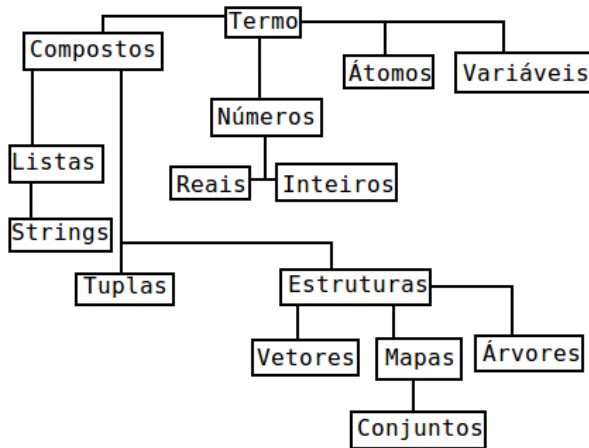 Termo
Compostos
Átomos
Variáveis
Números
Listas
Reais
Inteiros
Strings
Tuplas
Estruturas
Vetores
Mapas
Árvores
Conjuntos